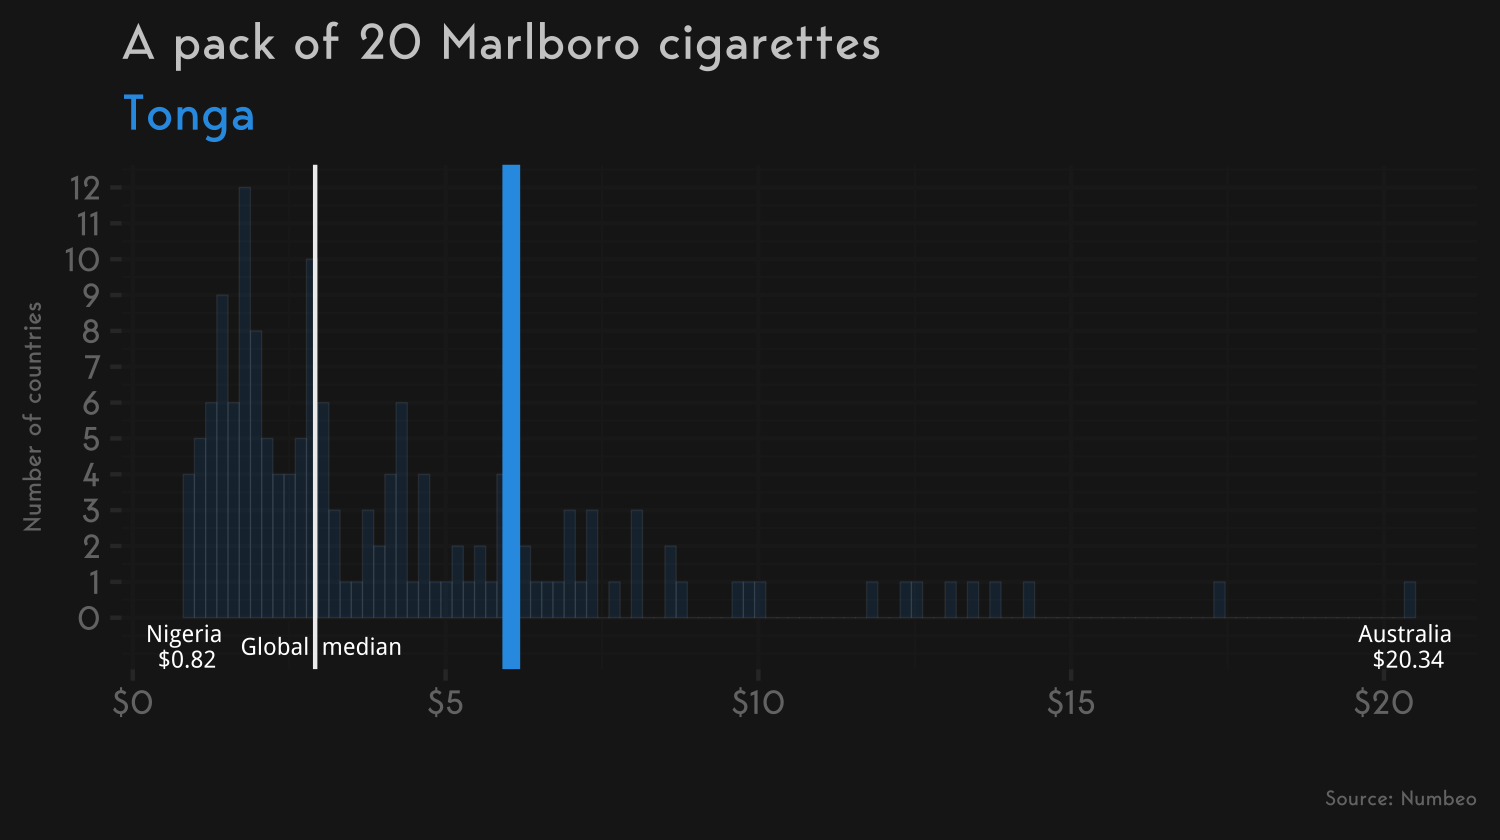 A pack of 20 Marlboro cigarettes
Tonga
Number of countries
12
11
10
9
8
7
6
5
4
3
2
1
0
Nigeria
$0.82
Global median
Australia
$20.34
$0 $5 $10 $15 $20
Source: Numbeo